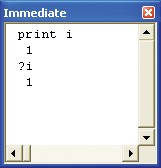 Immediate
print i
1
?i
1